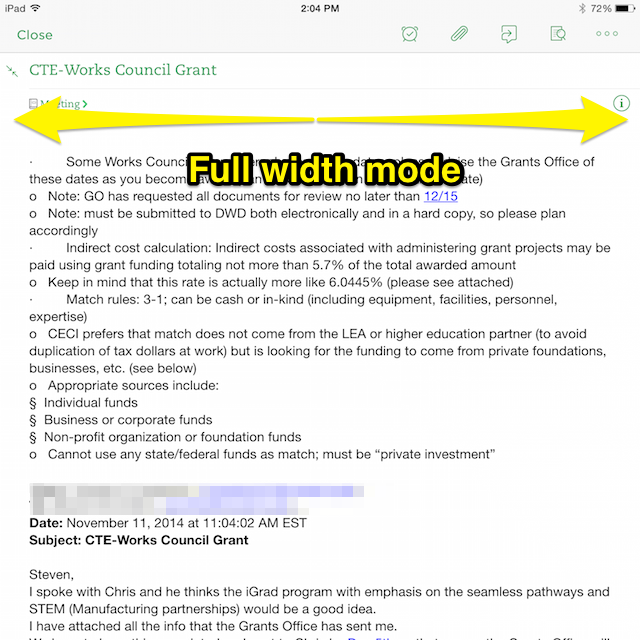 iPad 2:04 PM 72%
Close
CTE-Works Council Grant
Meeting
Full width mode
· Some Works Counci se the Grants Office of
these dates as you becom
o Note: GO has requested all documents for review no later than 12/15
o Note: must be submitted to DWD both electronically and in a hard copy, so please plan
accordingly
· Indirect cost calculation: Indirect costs associated with administering grant projects may be
paid using grant funding totaling not more than 5.7% of the total awarded amount
o Keep in mind that this rate is actually more like 6.0445% (please see attached)
· Match rules: 3-1; can be cash or in-kind (including equipment, facilities, personnel,
expertise)
o CECI prefers that match does not come from the LEA or higher education partner (to avoid
duplication of tax dollars at work) but is looking for the funding to come from private foundations,
businesses, etc. (see below)
o Appropriate sources include:
§ Individual funds
§ Business or corporate funds
§ Non-profit organization or foundation funds
o Cannot use any state/federal funds as match; must be “private investment”
Date: November 11, 2014 at 11:04:02 AM EST
Subject: CTE-Works Council Grant
Steven,
I spoke with Chris and he thinks the iGrad program with emphasis on the seamless pathways and
STEM (Manufacturing partnerships) would be a good idea.
I have attached all the info that the Grants Office has sent me.